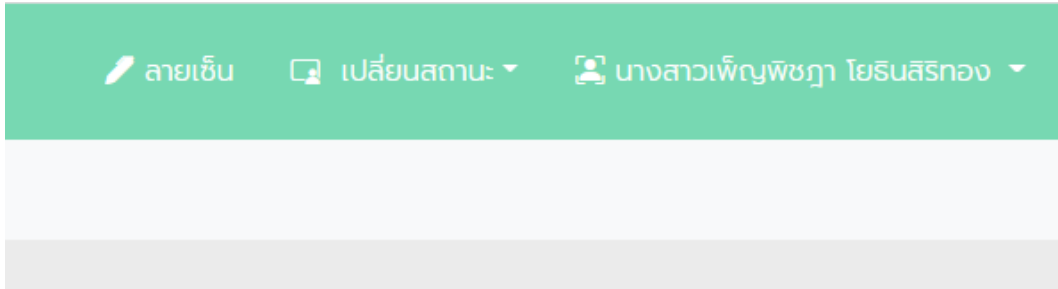 ลายเซ็น เปลี่ยนสถานะ นางสาวเพ็ญพิชฎา โยธินสิริทอง